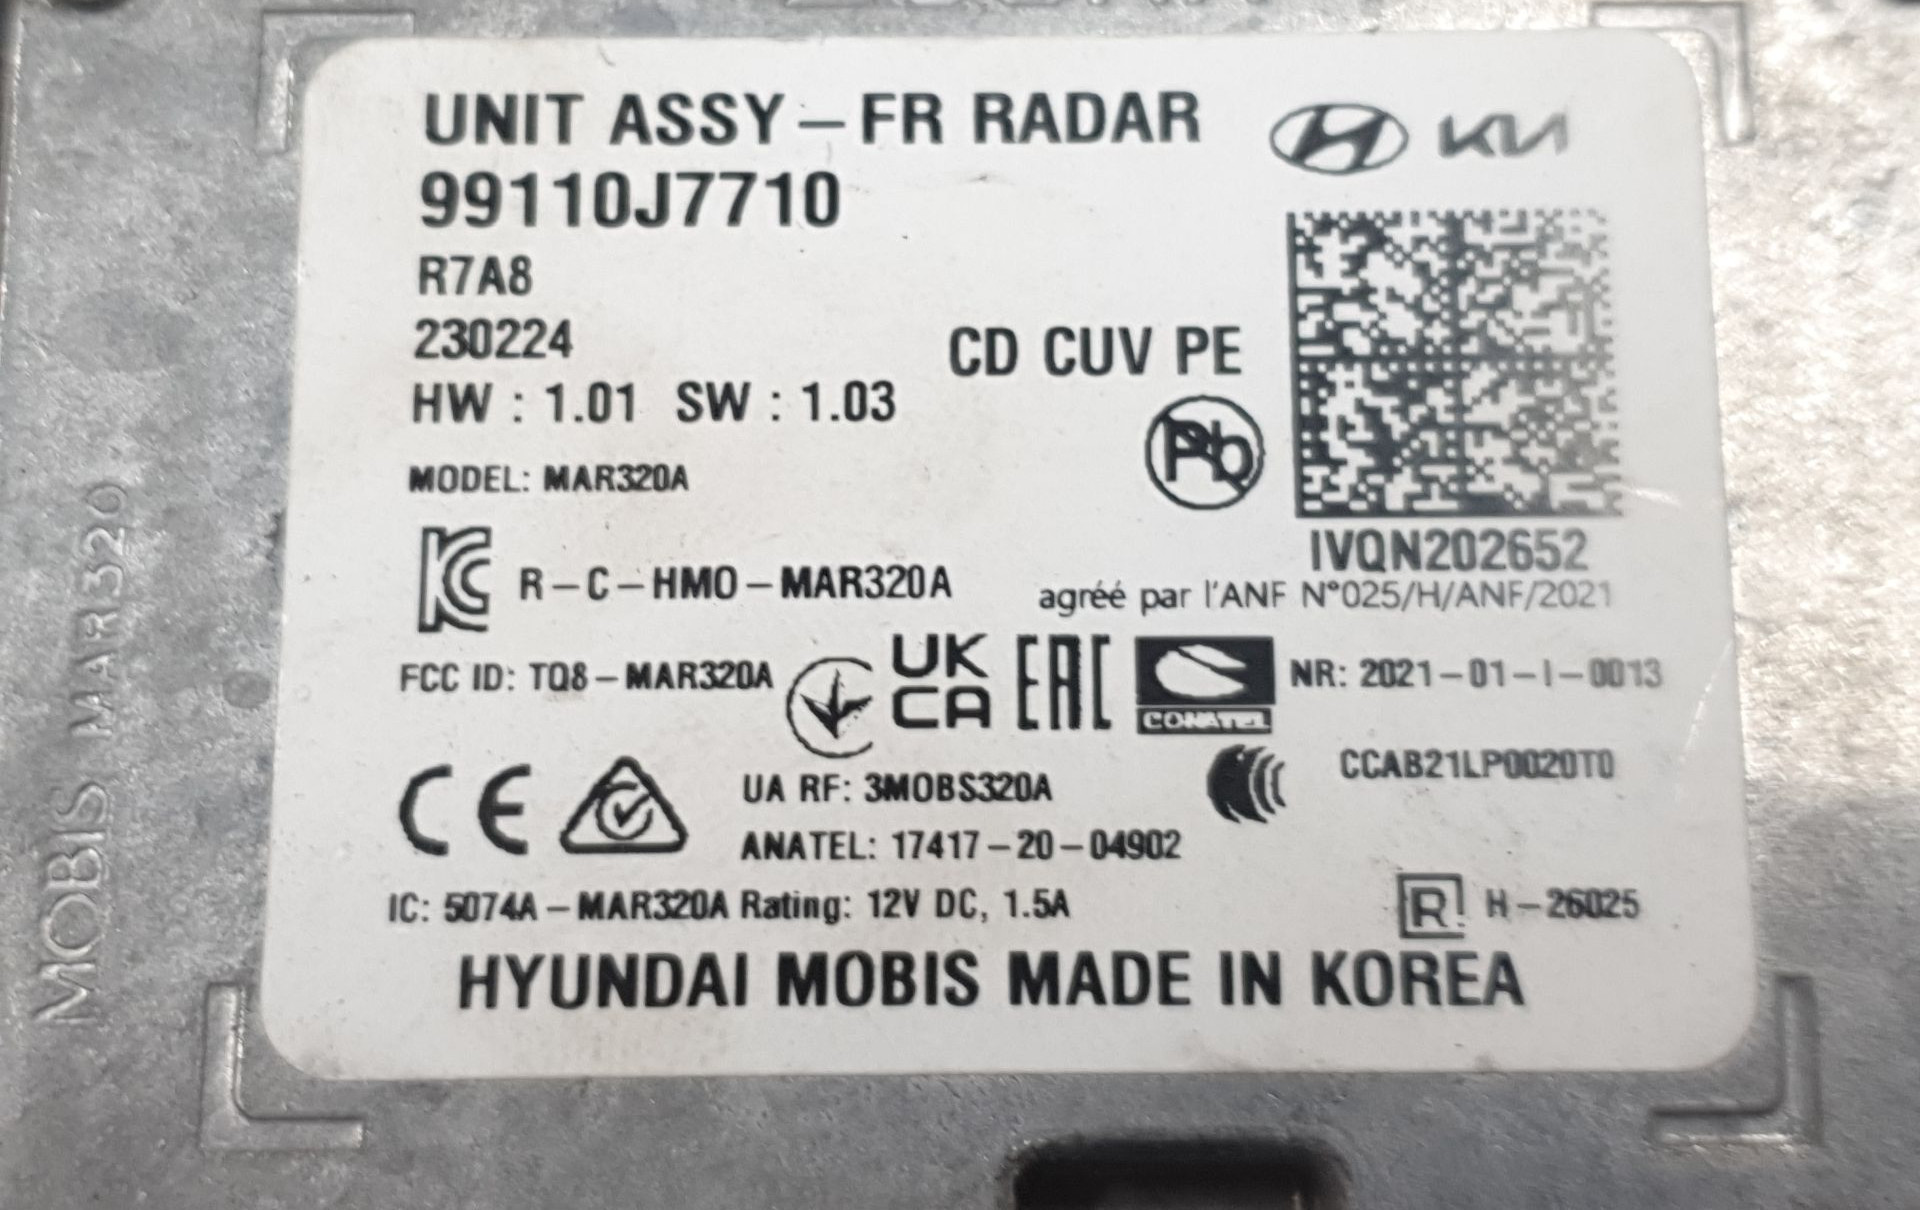 UNIT ASSY – FR RADAR
KIA
99110J7710
R7A8
230224
CD CUV PE
HW : 1.01 SW : 1.03
Pb
MODEL: MAR320A
IVQN202652
R – C – HMO – MAR320A
agréé par l'ANF N°025/H/ANF/2021
FCC ID: TQ8 – MAR320A
UK
CA
EAC
CONATEL
NR: 2021-01-I-0013
CE
UA RF: 3MOBS320A
CCAB21LP0020T0
ANATEL: 17417 – 20 – 04902
IC: 5074A – MAR320A Rating: 12V DC, 1.5A
R H – 26025
HYUNDAI MOBIS MADE IN KOREA
MOBIS MAR320